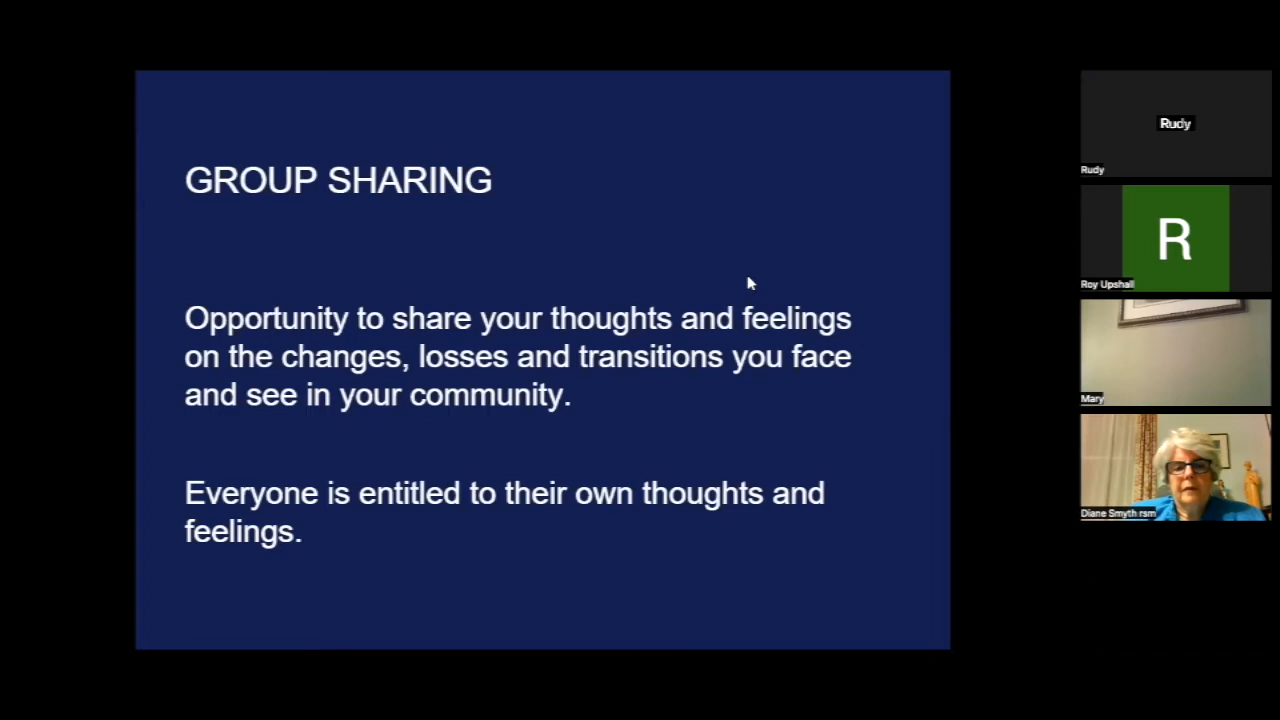 GROUP SHARING
Opportunity to share your thoughts and feelings
on the changes, losses and transitions you face
and see in your community.
Everyone is entitled to their own thoughts and
feelings.
Rudy
Rudy
R
Roy Upshall
Mary
Diane Smyth rsm